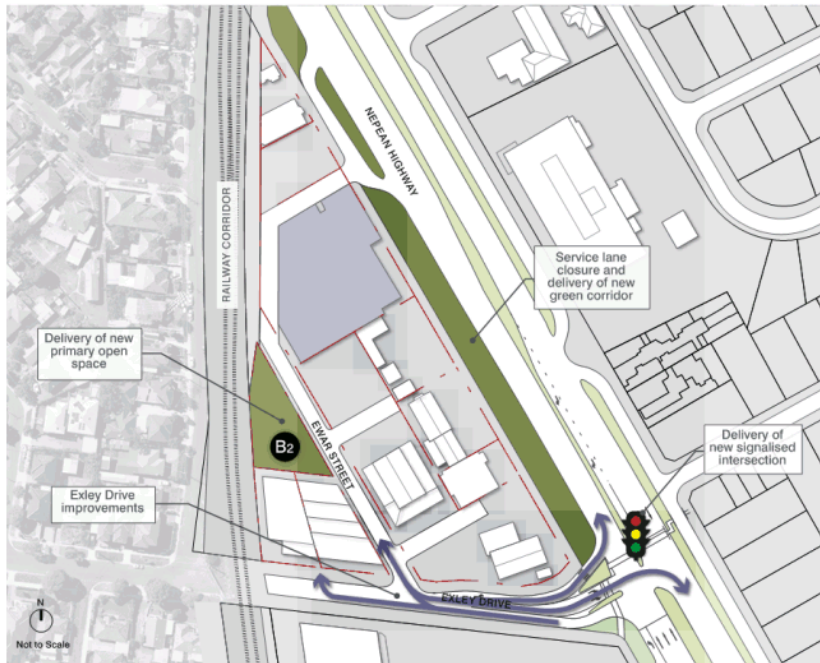 NEPEAN HIGHWAY
RAILWAY CORRIDOR
Service lane
closure and
delivery of new
green corridor
Delivery of new
primary open
space
B2
EWAR STREET
Delivery of
new signalised
intersection
Exley Drive
improvements
EXLEY DRIVE
N
Not to Scale